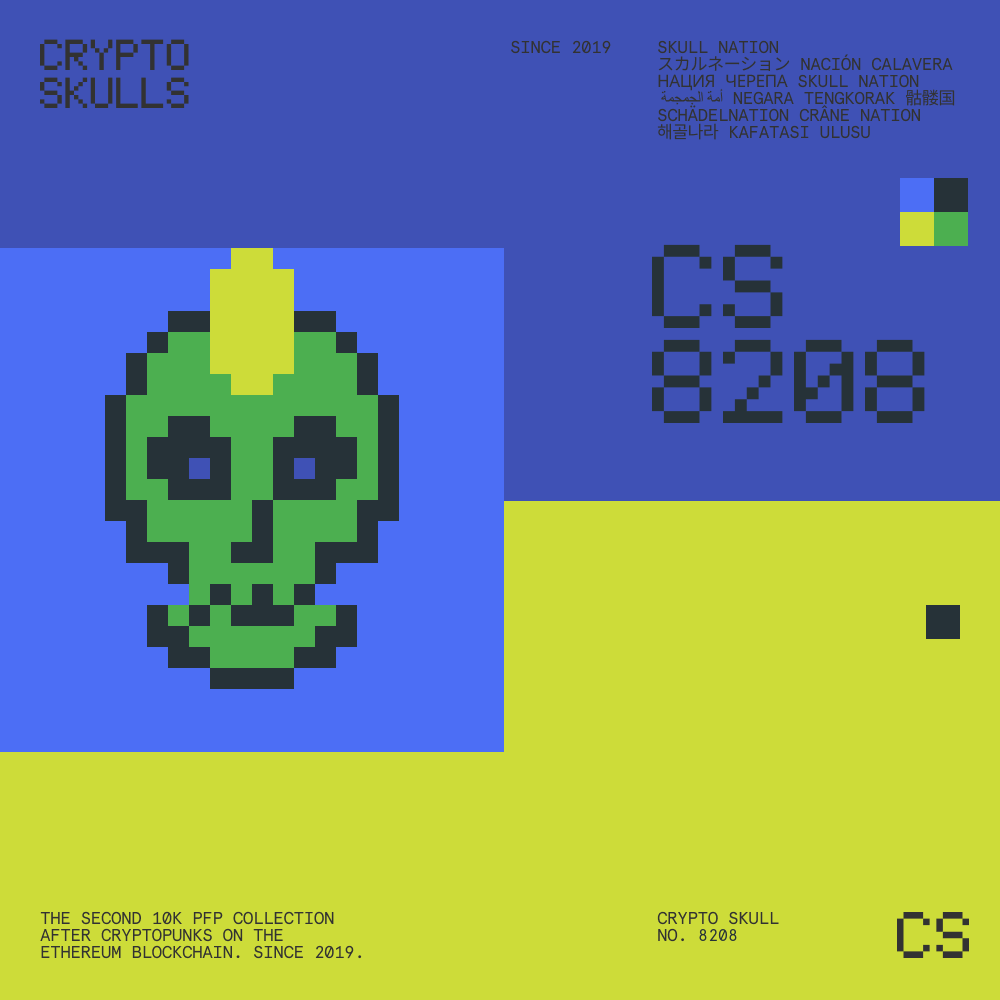 CRYPTO
SKULLS
SINCE 2019
SKULL NATION
スカルネーション NACIÓN CALAVERA
НАЦИЯ ЧЕРЕПА SKULL NATION
أمة الجمجمة NEGARA TENGKORAK 骷髅国
SCHÄDELNATION CRÂNE NATION
해골나라 KAFATASI ULUSU
CS
8208
THE SECOND 10K PFP COLLECTION
AFTER CRYPTOPUNKS ON THE
ETHEREUM BLOCKCHAIN. SINCE 2019.
CRYPTO SKULL
NO. 8208
CS